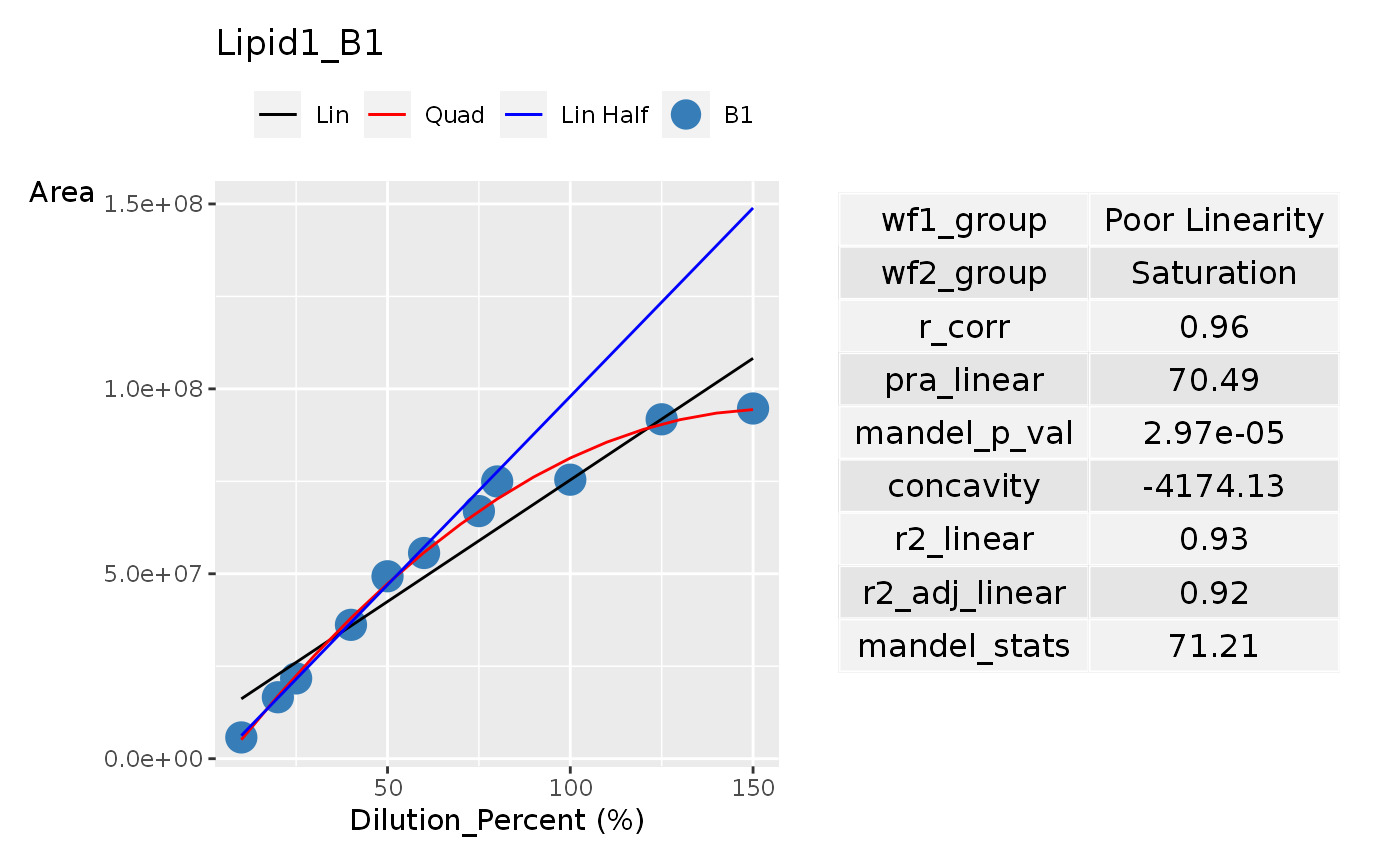 Lipid1_B1
Lin Quad Lin Half B1
Area
1.5e+08
1.0e+08
5.0e+07
0.0e+00
50 100 150
Dilution_Percent (%)
wf1_group Poor Linearity
wf2_group Saturation
r_corr 0.96
pra_linear 70.49
mandel_p_val 2.97e-05
concavity -4174.13
r2_linear 0.93
r2_adj_linear 0.92
mandel_stats 71.21